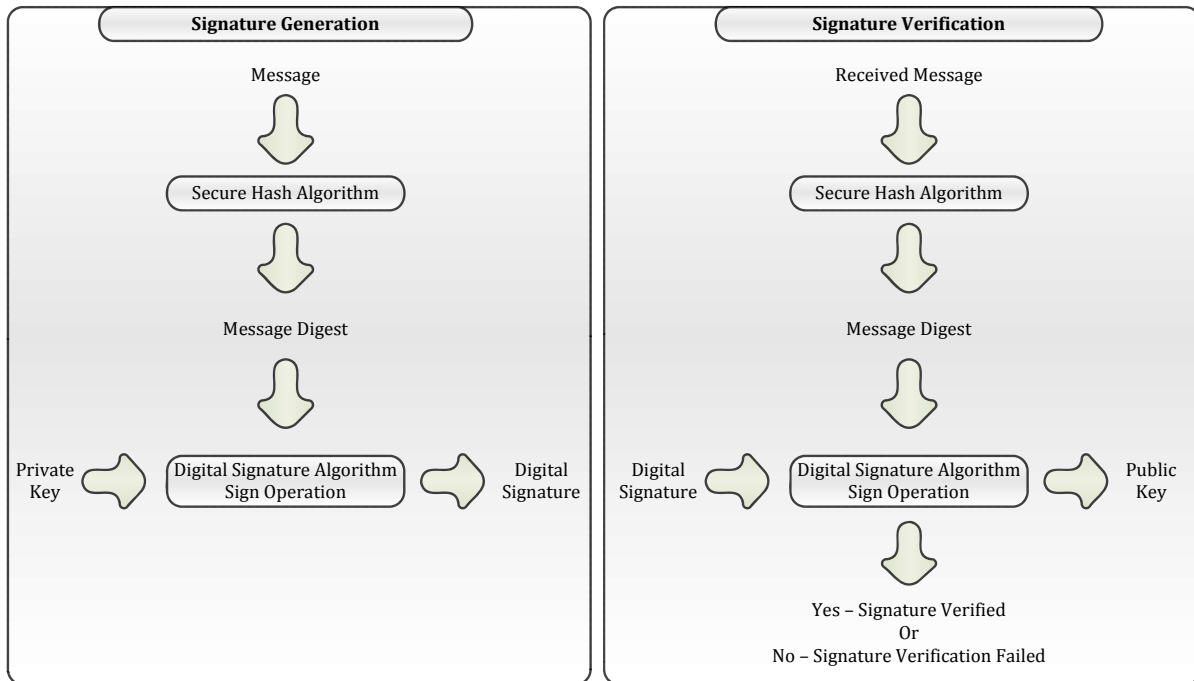 Signature Generation
Message
Secure Hash Algorithm
Message Digest
Private
Key
Digital Signature Algorithm
Sign Operation
Digital
Signature
Signature Verification
Received Message
Secure Hash Algorithm
Message Digest
Digital
Signature
Digital Signature Algorithm
Sign Operation
Public
Key
Yes – Signature Verified
Or
No – Signature Verification Failed